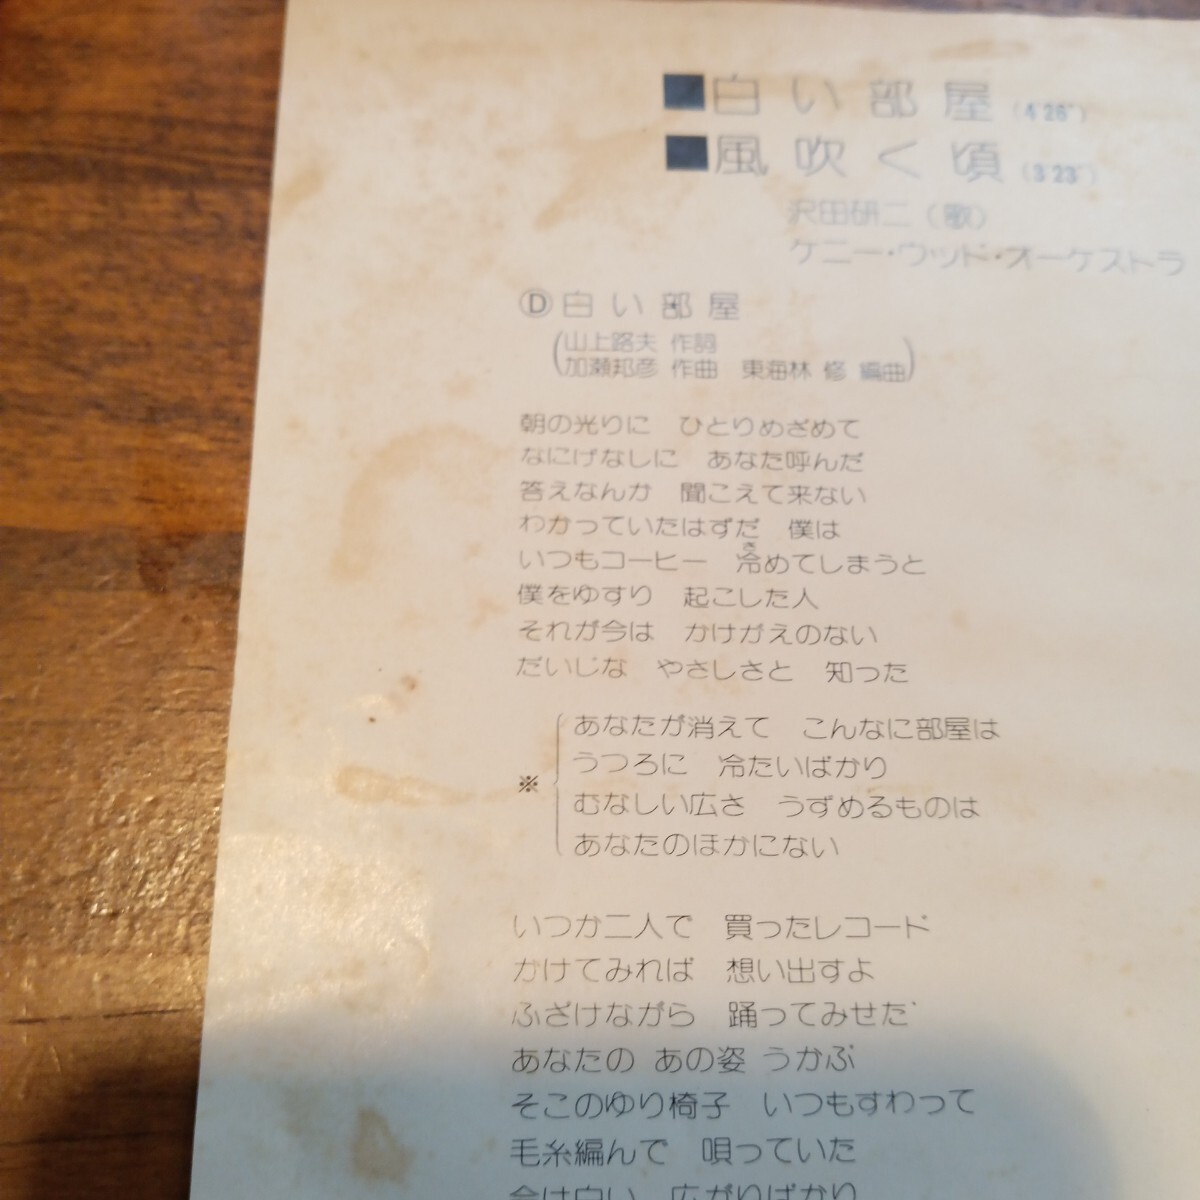 ■白い部屋(4'26")
■風吹く頃(3'23")
沢田研二(歌)
ケニー・ウッド・オーケストラ
Ⓓ白い部屋
(山上路夫 作詞
加瀬邦彦 作曲 東海林 修 編曲)
朝の光りに ひとりめざめて
なにげなしに あなた呼んだ
答えなんか 聞こえて来ない
わかっていたはずだ 僕は
さ
いつもコーヒー 冷めてしまうと
僕をゆすり 起こした人
それが今は かけがえのない
だいじな やさしさと 知った
※
あなたが消えて こんなに部屋は
うつろに 冷たいばかり
むなしい広さ うずめるものは
あなたのほかにない
いつか二人で 買ったレコード
かけてみれば 想い出すよ
ふざけながら 踊ってみせた
あなたの あの姿 うかぶ
そこのゆり椅子 いつもすわって
毛糸編んで 唄っていた
今は白い 広がりばかり